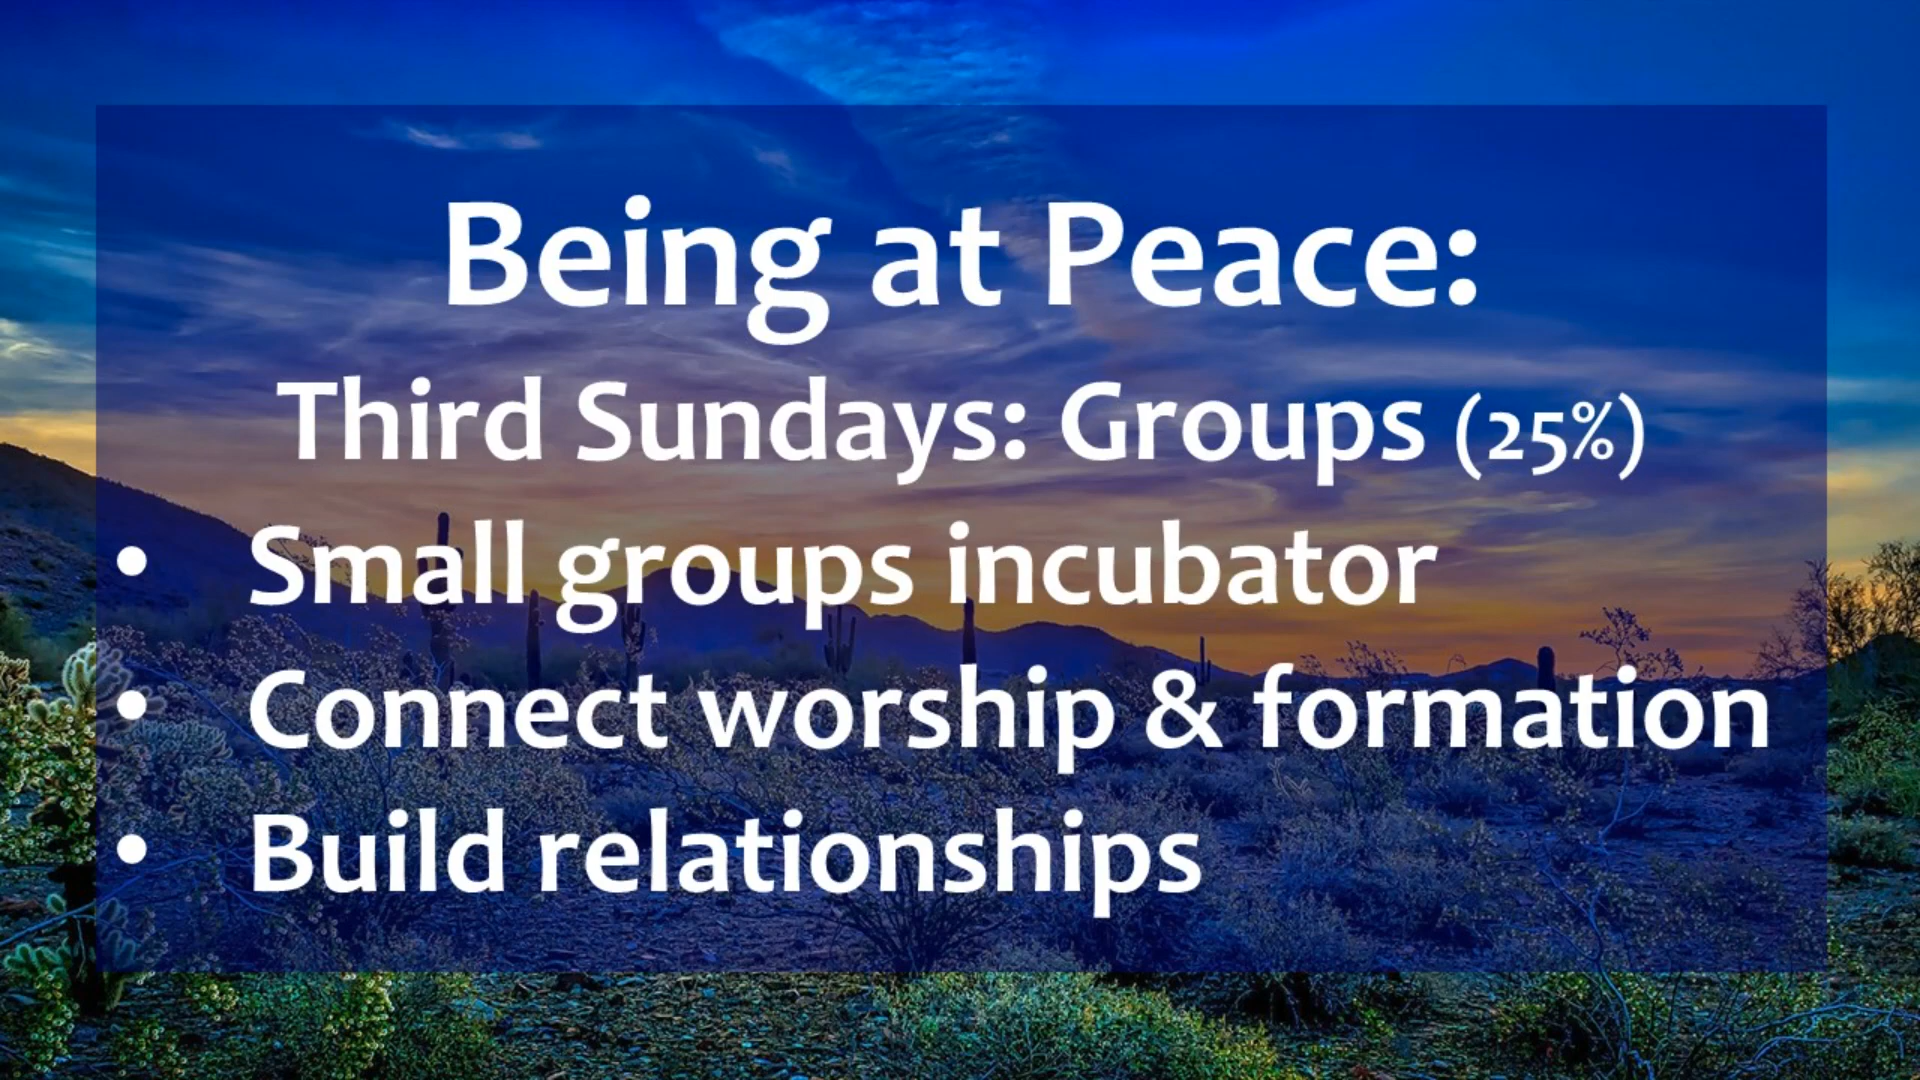 Being at Peace:
Third Sundays: Groups (25%)
• Small groups incubator
• Connect worship & formation
• Build relationships